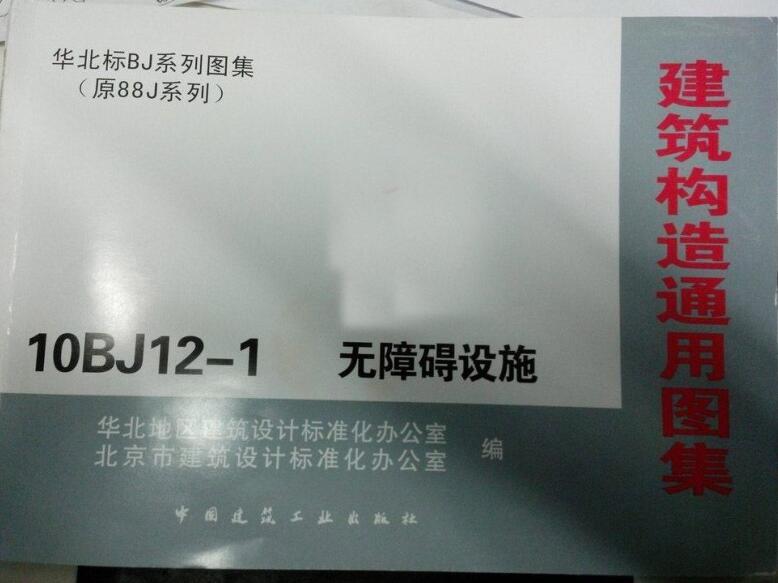 华北标BJ系列图集
（原88J系列）
建筑构造通用图集
10BJ12-1 无障碍设施
华北地区建筑设计标准化办公室
北京市建筑设计标准化办公室
编
中国建筑工业出版社